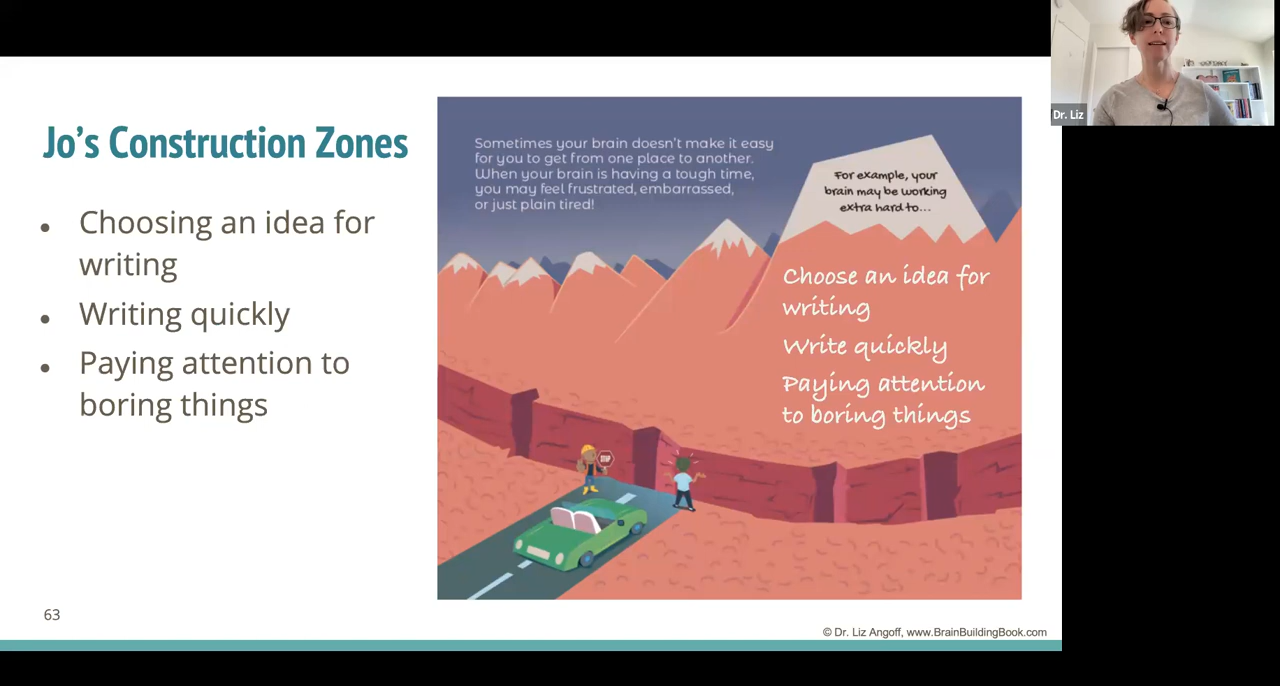 Jo's Construction Zones
• Choosing an idea for
writing
• Writing quickly
• Paying attention to
boring things
Sometimes your brain doesn't make it easy
for you to get from one place to another.
When your brain is having a tough time,
you may feel frustrated, embarrassed,
or just plain tired!
For example, your
brain may be working
extra hard to...
Choose an idea for
writing
Write quickly
Paying attention
to boring things
STOP
63
© Dr. Liz Angoff, www.BrainBuildingBook.com
Dr. Liz